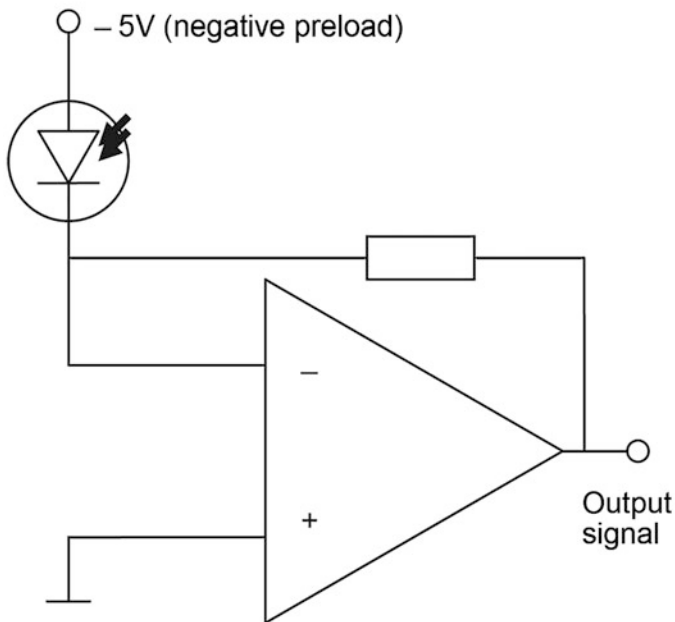 – 5V (negative preload)
–
+
Output
signal